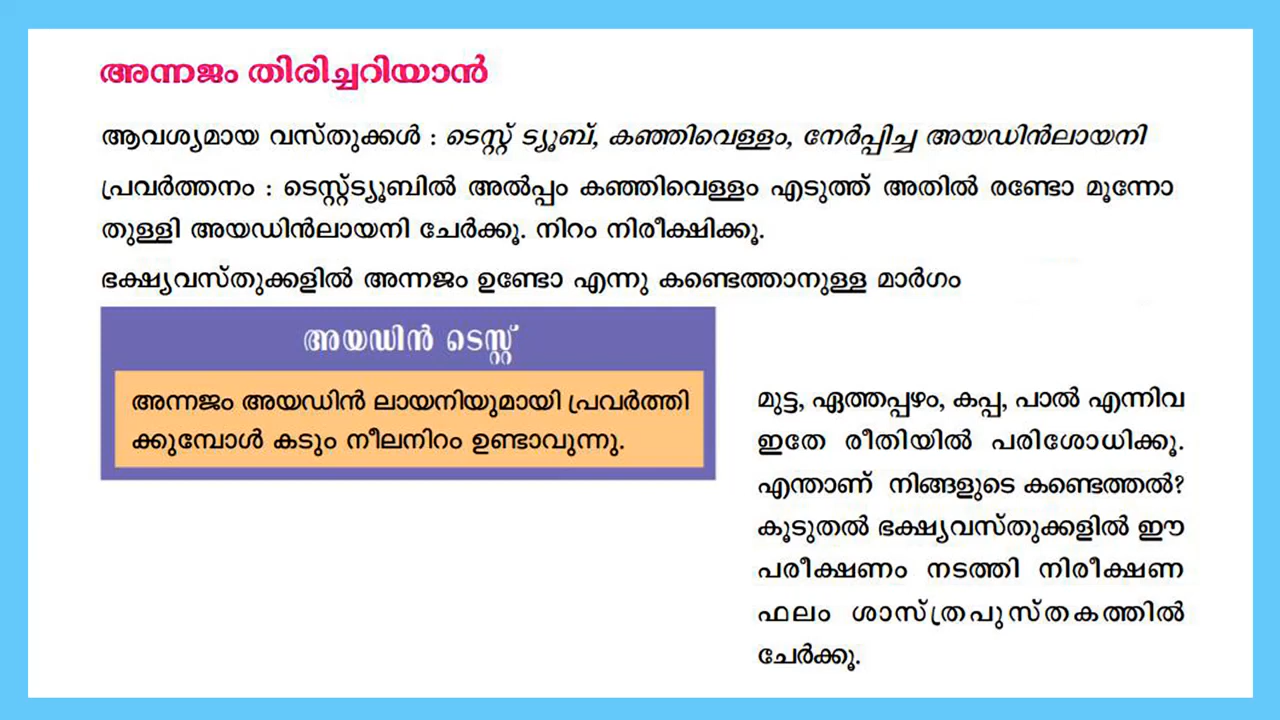 അന്നജം തിരിച്ചറിയാൻ
ആവശ്യമായ വസ്തുക്കൾ : ടെസ്റ്റ് ട്യൂബ്, കഞ്ഞിവെള്ളം, നേർപ്പിച്ച അയഡിൻലായനി
പ്രവർത്തനം : ടെസ്റ്റ്ട്യൂബിൽ അൽപ്പം കഞ്ഞിവെള്ളം എടുത്ത് അതിൽ രണ്ടോ മൂന്നോ
തുള്ളി അയഡിൻലായനി ചേർക്കൂ. നിറം നിരീക്ഷിക്കൂ.
ഭക്ഷ്യവസ്തുക്കളിൽ അന്നജം ഉണ്ടോ എന്നു കണ്ടെത്താനുള്ള മാർഗം
അയഡിൻ ടെസ്റ്റ്
അന്നജം അയഡിൻ ലായനിയുമായി പ്രവർത്തി
ക്കുമ്പോൾ കടും നീലനിറം ഉണ്ടാവുന്നു.
മുട്ട, ഏത്തപ്പഴം, കപ്പ, പാൽ എന്നിവ
ഇതേ രീതിയിൽ പരിശോധിക്കൂ.
എന്താണ് നിങ്ങളുടെ കണ്ടെത്തൽ?
കൂടുതൽ ഭക്ഷ്യവസ്തുക്കളിൽ ഈ
പരീക്ഷണം നടത്തി നിരീക്ഷണ
ഫലം ശാസ്ത്രപുസ്തകത്തിൽ
ചേർക്കൂ.